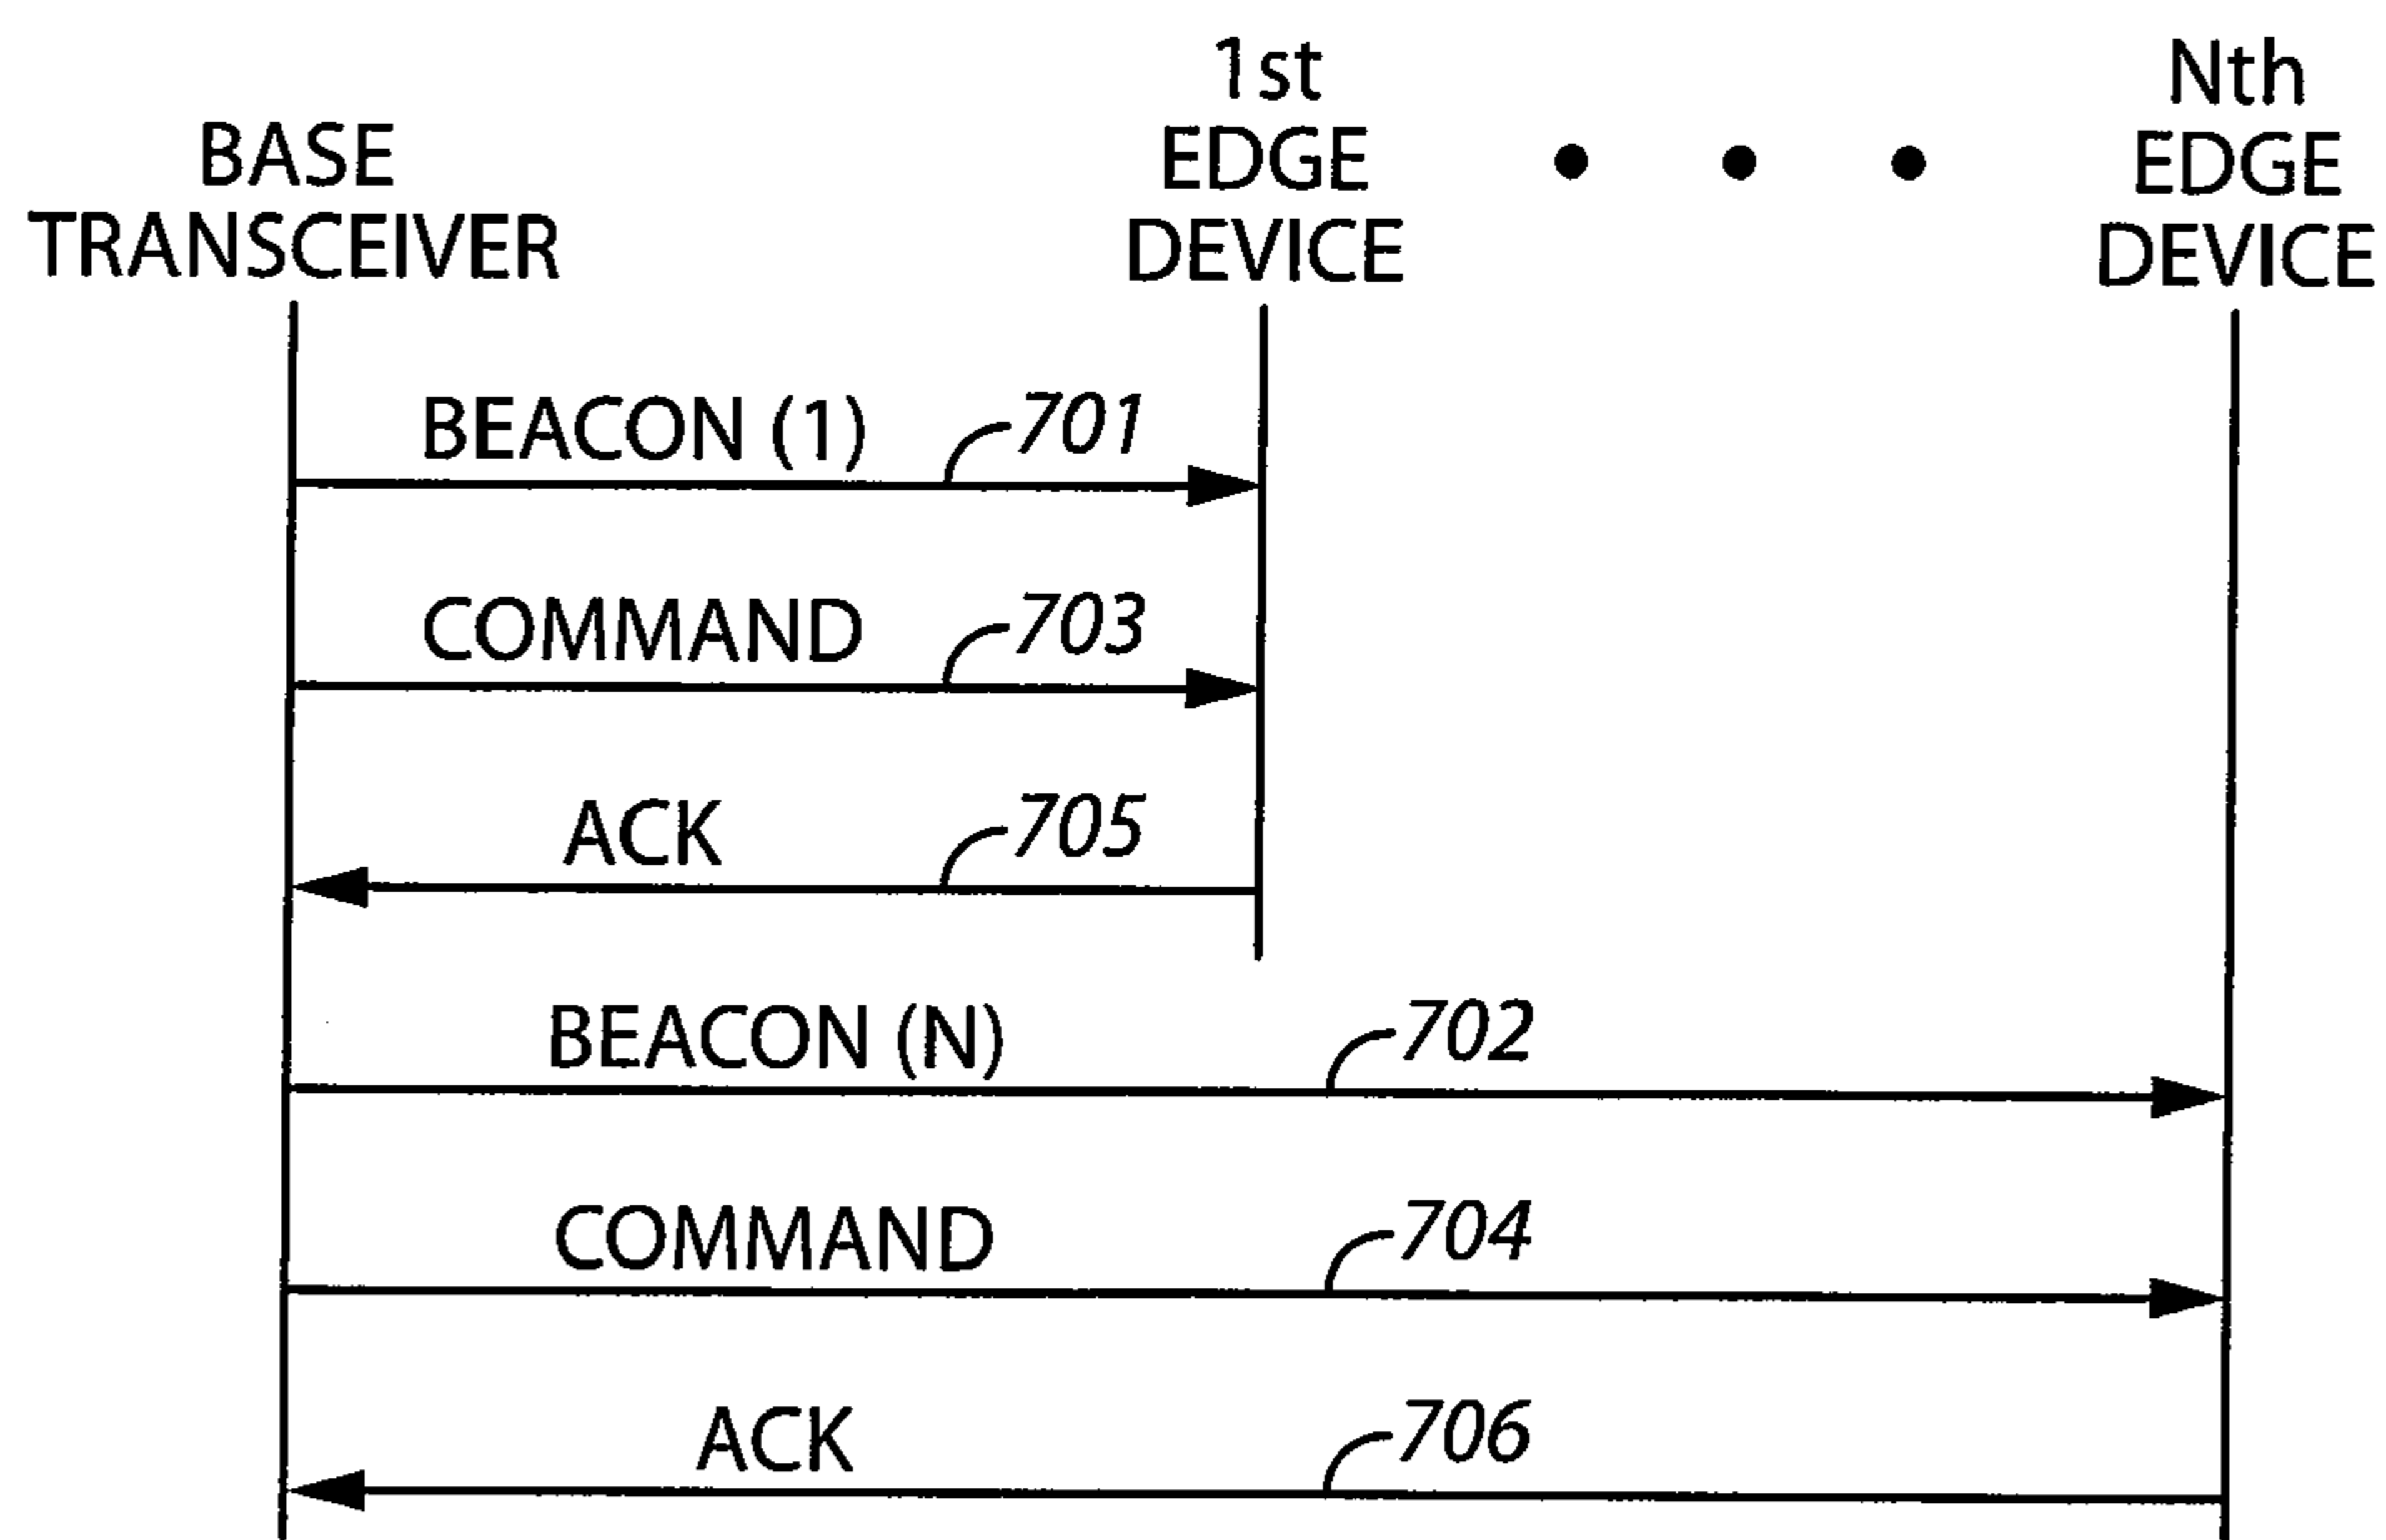 BASE
TRANSCEIVER
1st
EDGE
DEVICE
Nth
EDGE
DEVICE
BEACON (1)
701
COMMAND
703
ACK
705
BEACON (N)
702
COMMAND
704
ACK
706